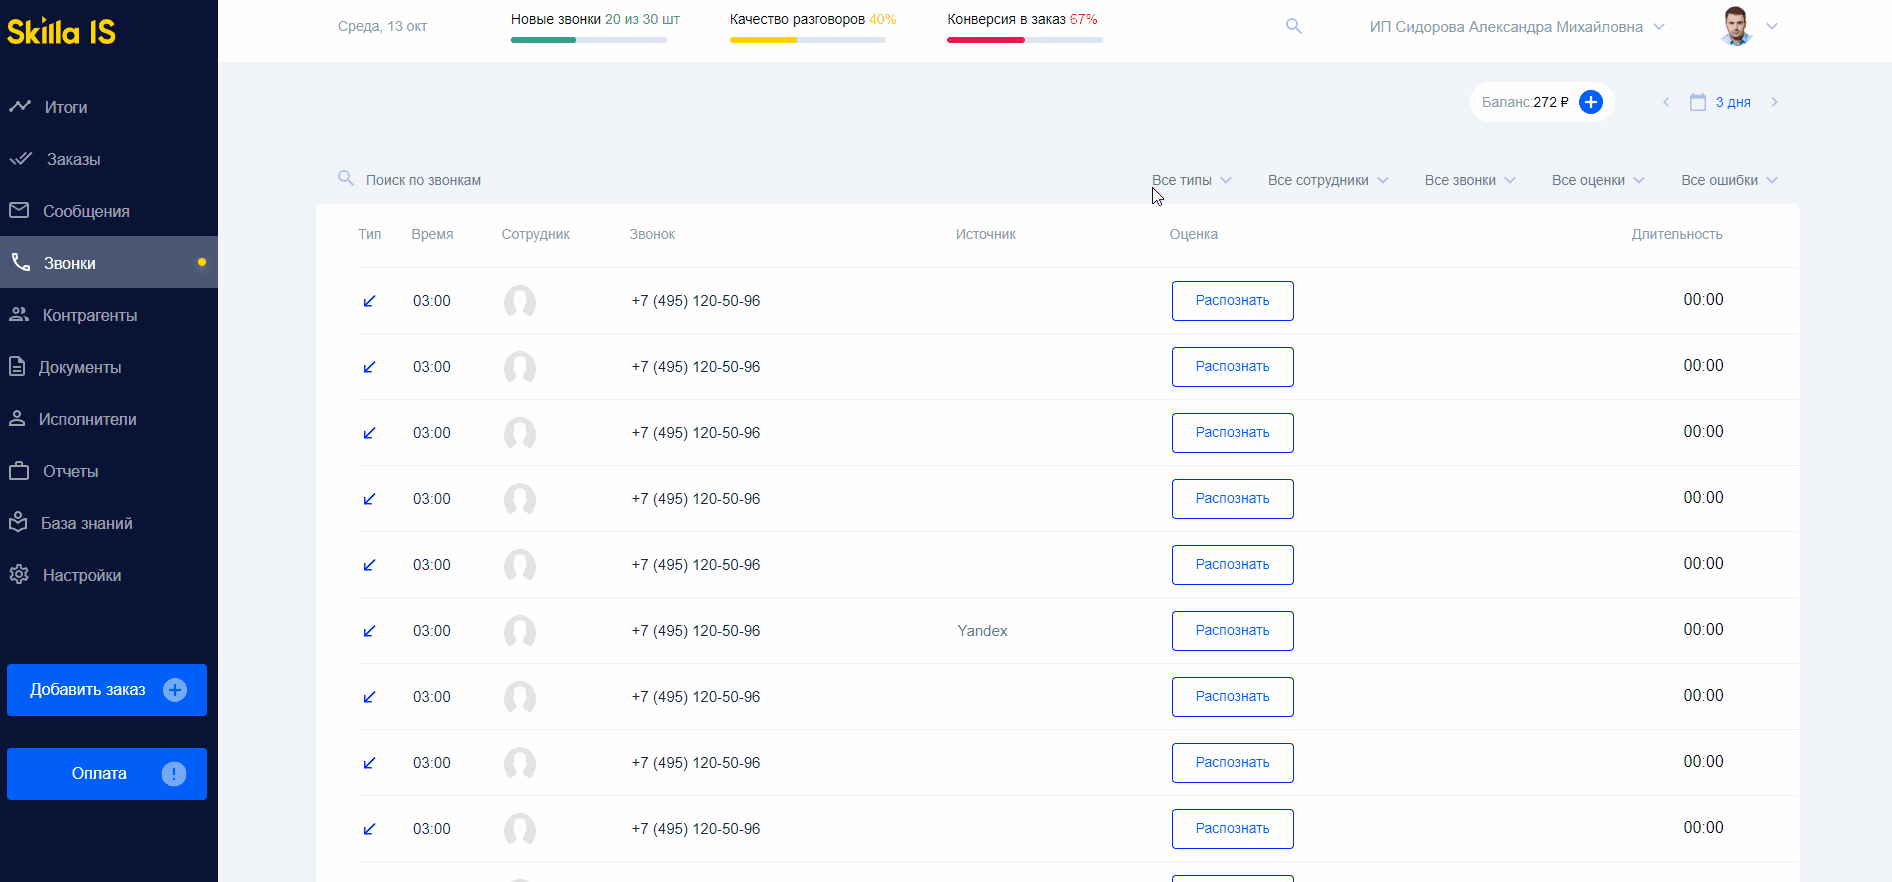 Skilla IS
Среда, 13 окт
Новые звонки 20 из 30 шт
Качество разговоров 40%
Конверсия в заказ 67%
ИП Сидорова Александра Михайловна
Итоги
Заказы
Сообщения
Звонки
Контрагенты
Документы
Исполнители
Отчеты
База знаний
Настройки
Добавить заказ
Оплата
Баланс: 272 ₽
3 дня
Поиск по звонкам
Все типы
Все сотрудники
Все звонки
Все оценки
Все ошибки
Тип Время Сотрудник Звонок Источник Оценка Длительность
03:00 +7 (495) 120-50-96 Распознать 00:00
03:00 +7 (495) 120-50-96 Распознать 00:00
03:00 +7 (495) 120-50-96 Распознать 00:00
03:00 +7 (495) 120-50-96 Распознать 00:00
03:00 +7 (495) 120-50-96 Распознать 00:00
03:00 +7 (495) 120-50-96 Yandex Распознать 00:00
03:00 +7 (495) 120-50-96 Распознать 00:00
03:00 +7 (495) 120-50-96 Распознать 00:00
03:00 +7 (495) 120-50-96 Распознать 00:00